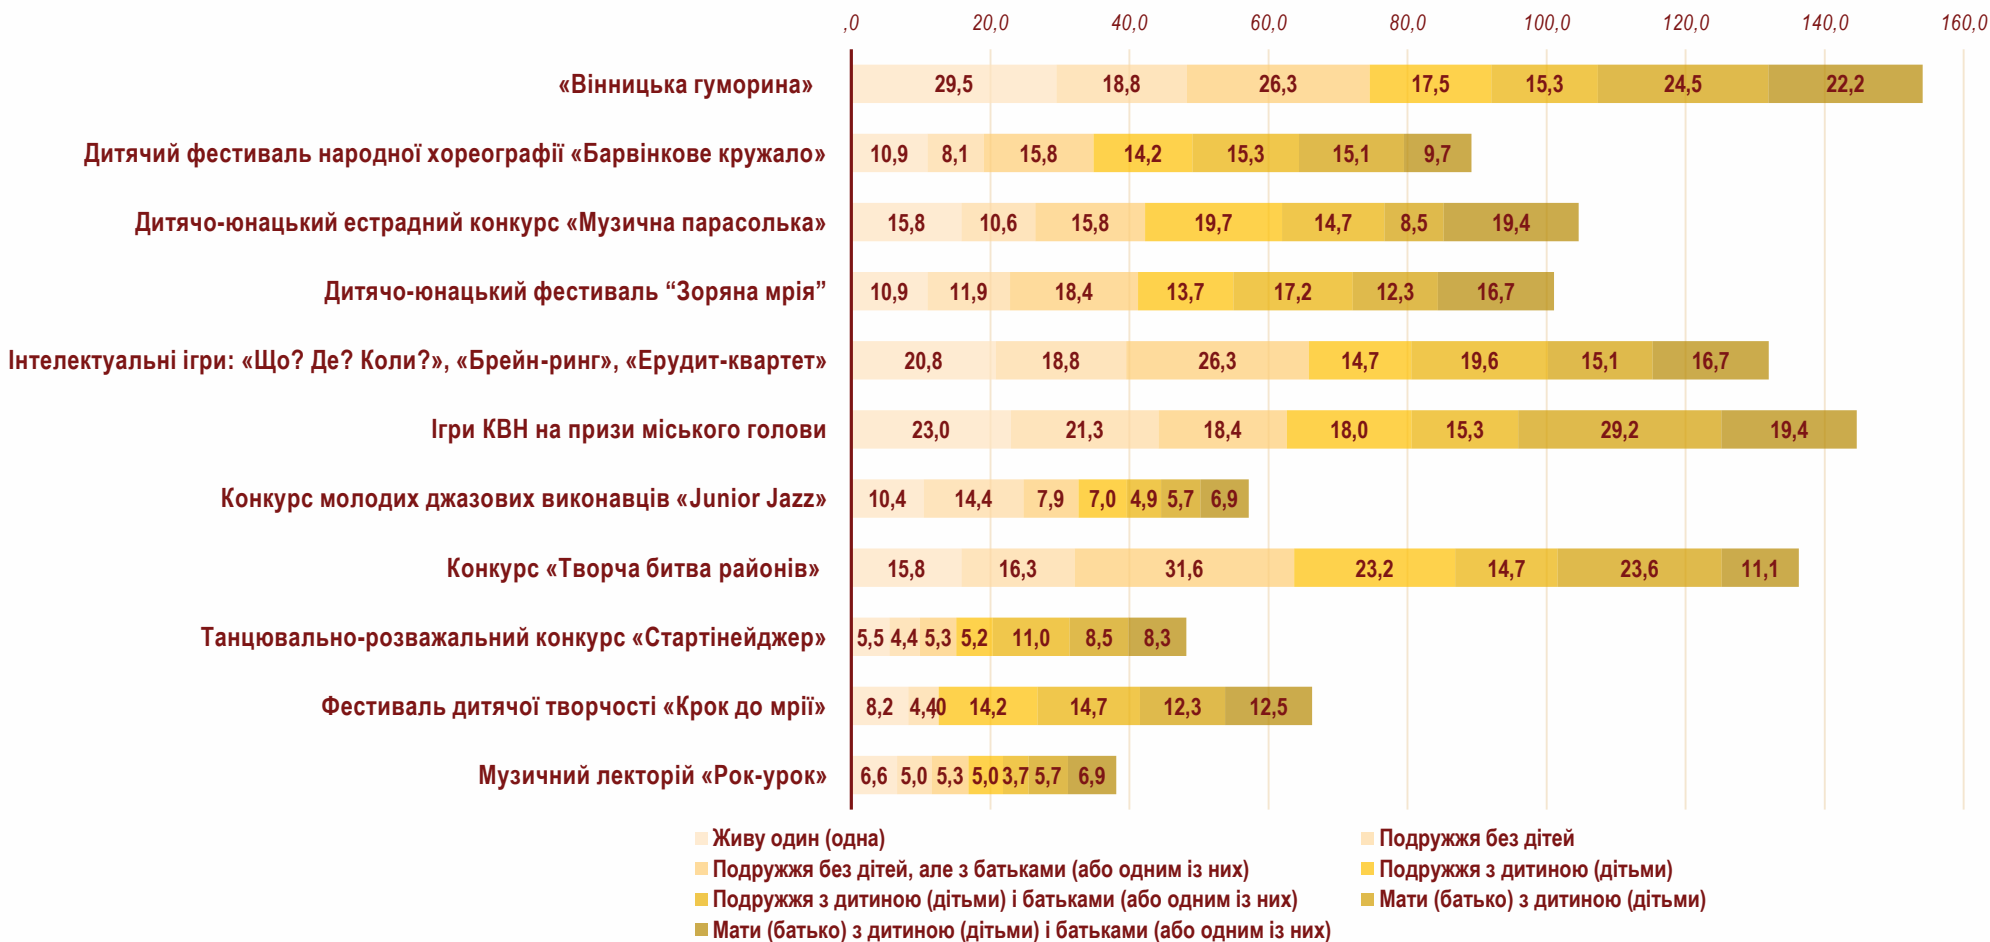 ,0 20,0 40,0 60,0 80,0 100,0 120,0 140,0 160,0
«Вінницька гуморина» 29,5 18,8 26,3 17,5 15,3 24,5 22,2
Дитячий фестиваль народної хореографії «Барвінкове кружало» 10,9 8,1 15,8 14,2 15,3 15,1 9,7
Дитячо-юнацький естрадний конкурс «Музична парасолька» 15,8 10,6 15,8 19,7 14,7 8,5 19,4
Дитячо-юнацький фестиваль “Зоряна мрія” 10,9 11,9 18,4 13,7 17,2 12,3 16,7
Інтелектуальні ігри: «Що? Де? Коли?», «Брейн-ринг», «Ерудит-квартет» 20,8 18,8 26,3 14,7 19,6 15,1 16,7
Ігри КВН на призи міського голови 23,0 21,3 18,4 18,0 15,3 29,2 19,4
Конкурс молодих джазових виконавців «Junior Jazz» 10,4 14,4 7,9 7,0 4,9 5,7 6,9
Конкурс «Творча битва районів» 15,8 16,3 31,6 23,2 14,7 23,6 11,1
Танцювально-розважальний конкурс «Стартінейджер» 5,5 4,4 5,3 5,2 11,0 8,5 8,3
Фестиваль дитячої творчості «Крок до мрії» 8,2 4,4 ,0 14,2 14,7 12,3 12,5
Музичний лекторій «Рок-урок» 6,6 5,0 5,3 5,0 3,7 5,7 6,9
Живу один (одна) Подружжя без дітей
Подружжя без дітей, але з батьками (або одним із них) Подружжя з дитиною (дітьми)
Подружжя з дитиною (дітьми) і батьками (або одним із них) Мати (батько) з дитиною (дітьми)
Мати (батько) з дитиною (дітьми) і батьками (або одним із них)